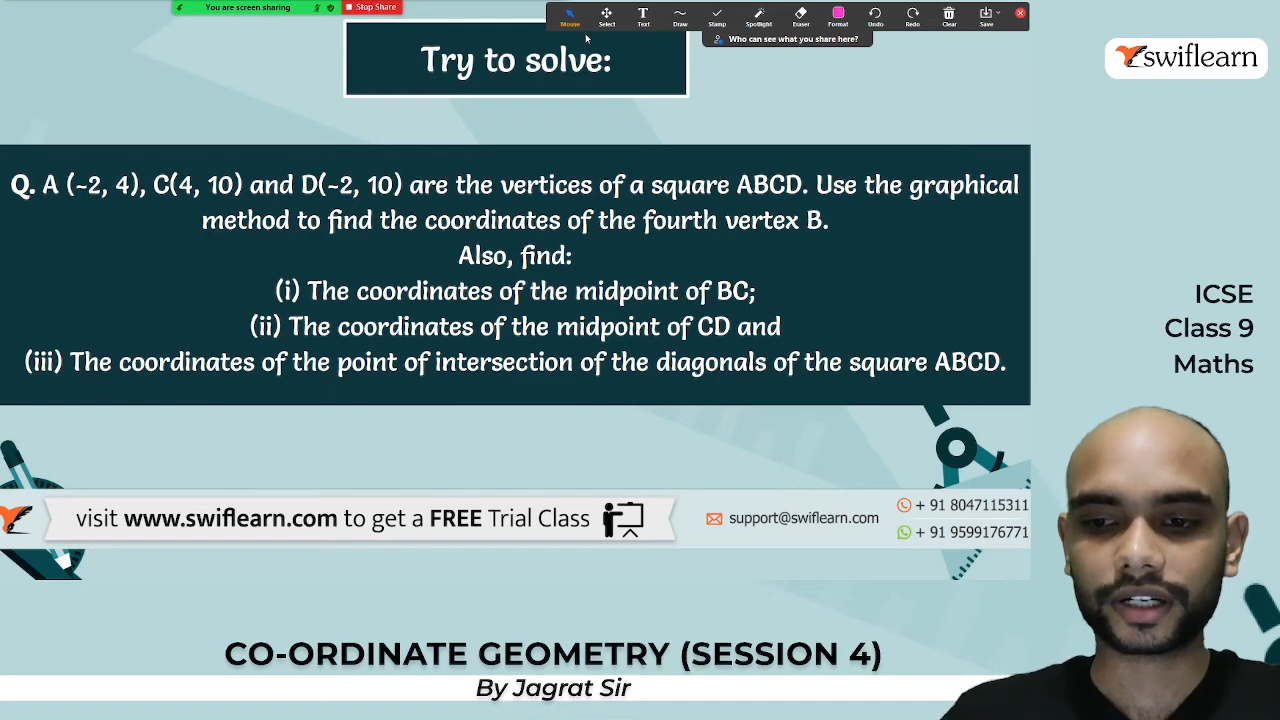 You are screen sharing
Stop Share
Mouse
Select
Text
Draw
Stamp
Spotlight
Eraser
Format
Undo
Redo
Clear
Save
Who can see what you share here?
Try to solve:
swiflearn
Q. A (-2, 4), C(4, 10) and D(-2, 10) are the vertices of a square ABCD. Use the graphical
method to find the coordinates of the fourth vertex B.
Also, find:
(i) The coordinates of the midpoint of BC;
(ii) The coordinates of the midpoint of CD and
(iii) The coordinates of the point of intersection of the diagonals of the square ABCD.
ICSE
Class 9
Maths
visit www.swiflearn.com to get a FREE Trial Class
support@swiflearn.com
+ 91 8047115311
+ 91 9599176771
CO-ORDINATE GEOMETRY (SESSION 4)
By Jagrat Sir